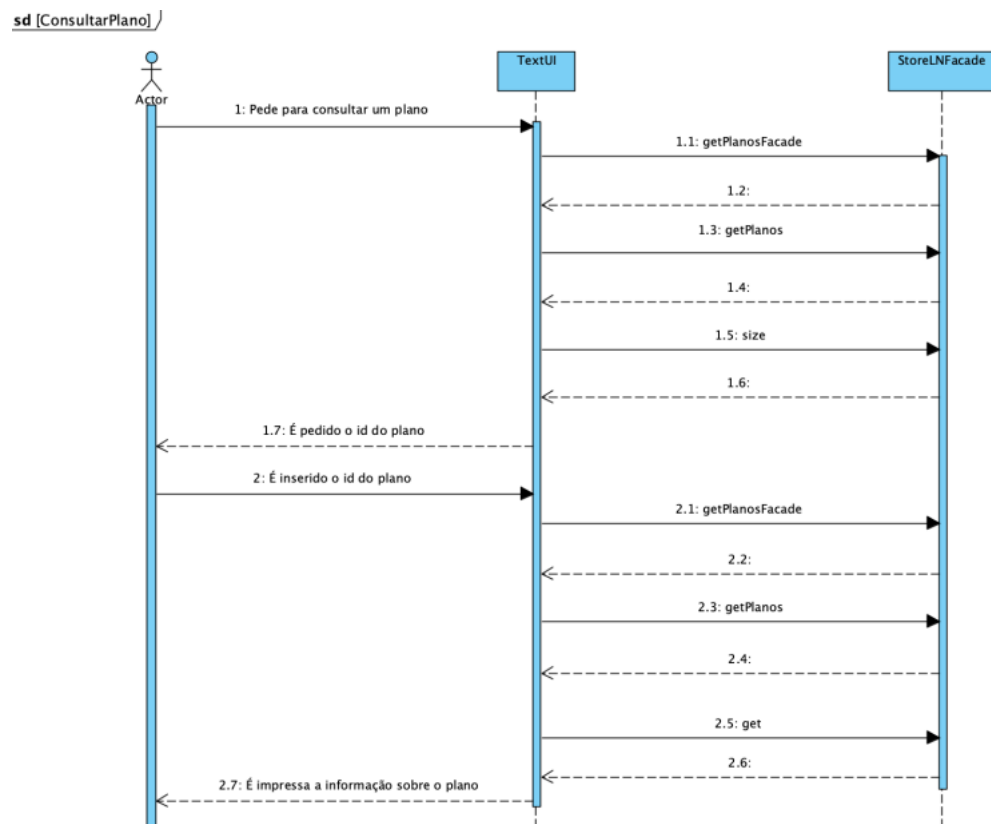 sd [ConsultarPlano]
TextUI
StoreLNFacade
Actor
1: Pede para consultar um plano
1.1: getPlanosFacade
1.2:
1.3: getPlanos
1.4:
1.5: size
1.6:
1.7: É pedido o id do plano
2: É inserido o id do plano
2.1: getPlanosFacade
2.2:
2.3: getPlanos
2.4:
2.5: get
2.6:
2.7: É impressa a informação sobre o plano